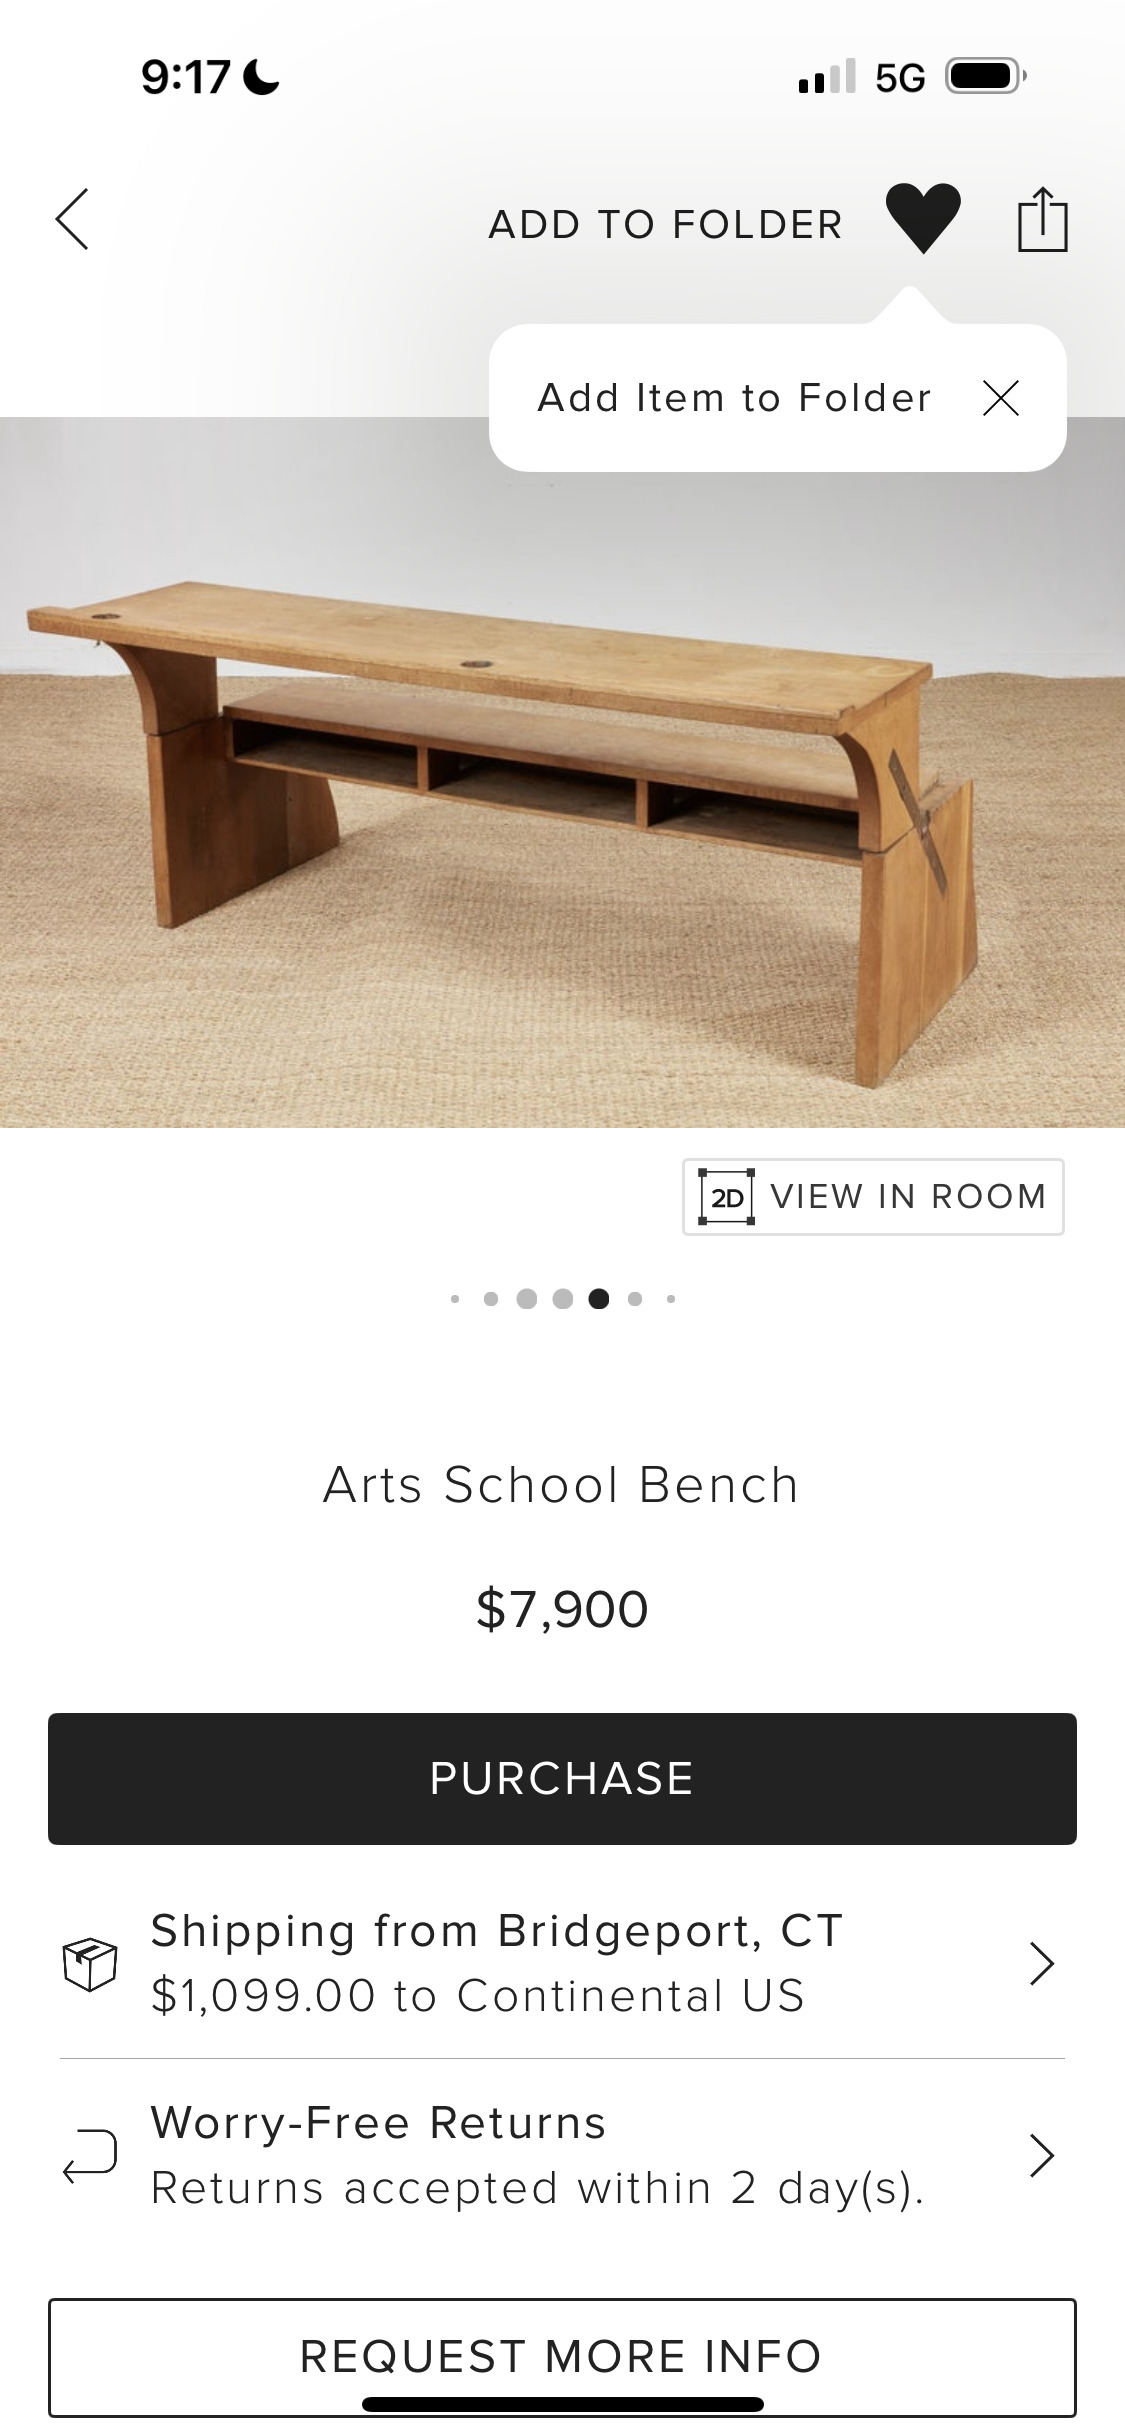 9:17
5G
ADD TO FOLDER
Add Item to Folder
2D VIEW IN ROOM
Arts School Bench
$7,900
PURCHASE
Shipping from Bridgeport, CT
$1,099.00 to Continental US
Worry-Free Returns
Returns accepted within 2 day(s).
REQUEST MORE INFO